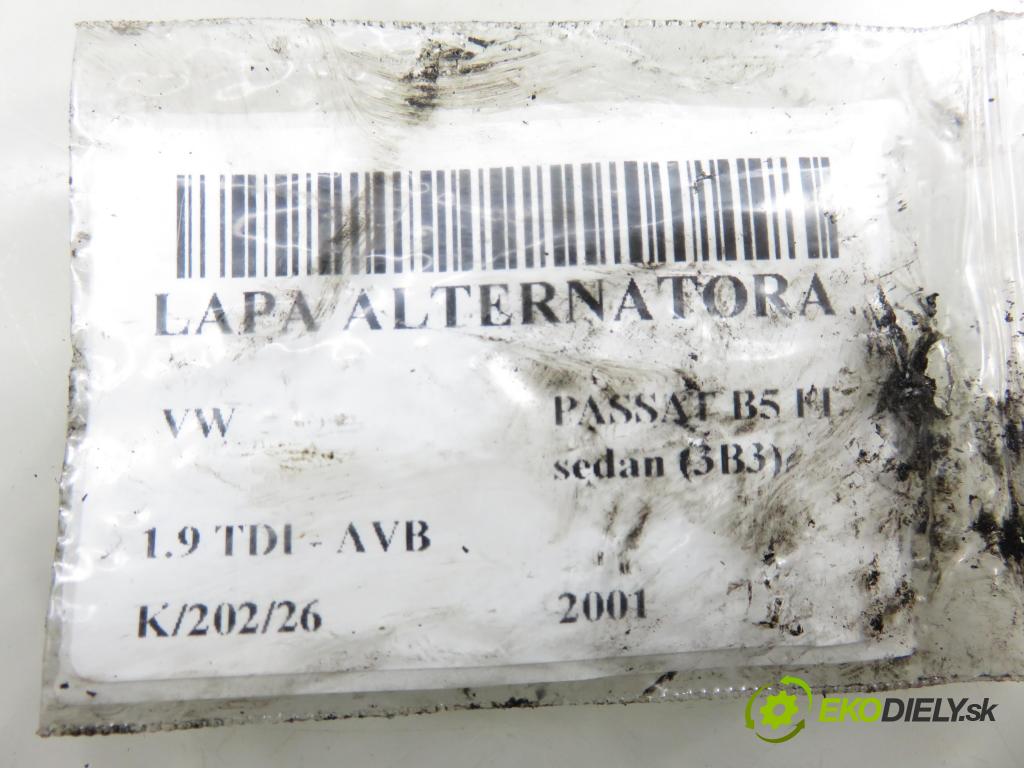 LAPA ALTERNATORA
VW
PASSAT B5 FL
sedan (3B3)
1.9 TDI - AVB
K/202/26
2001
EKODIELY.sk